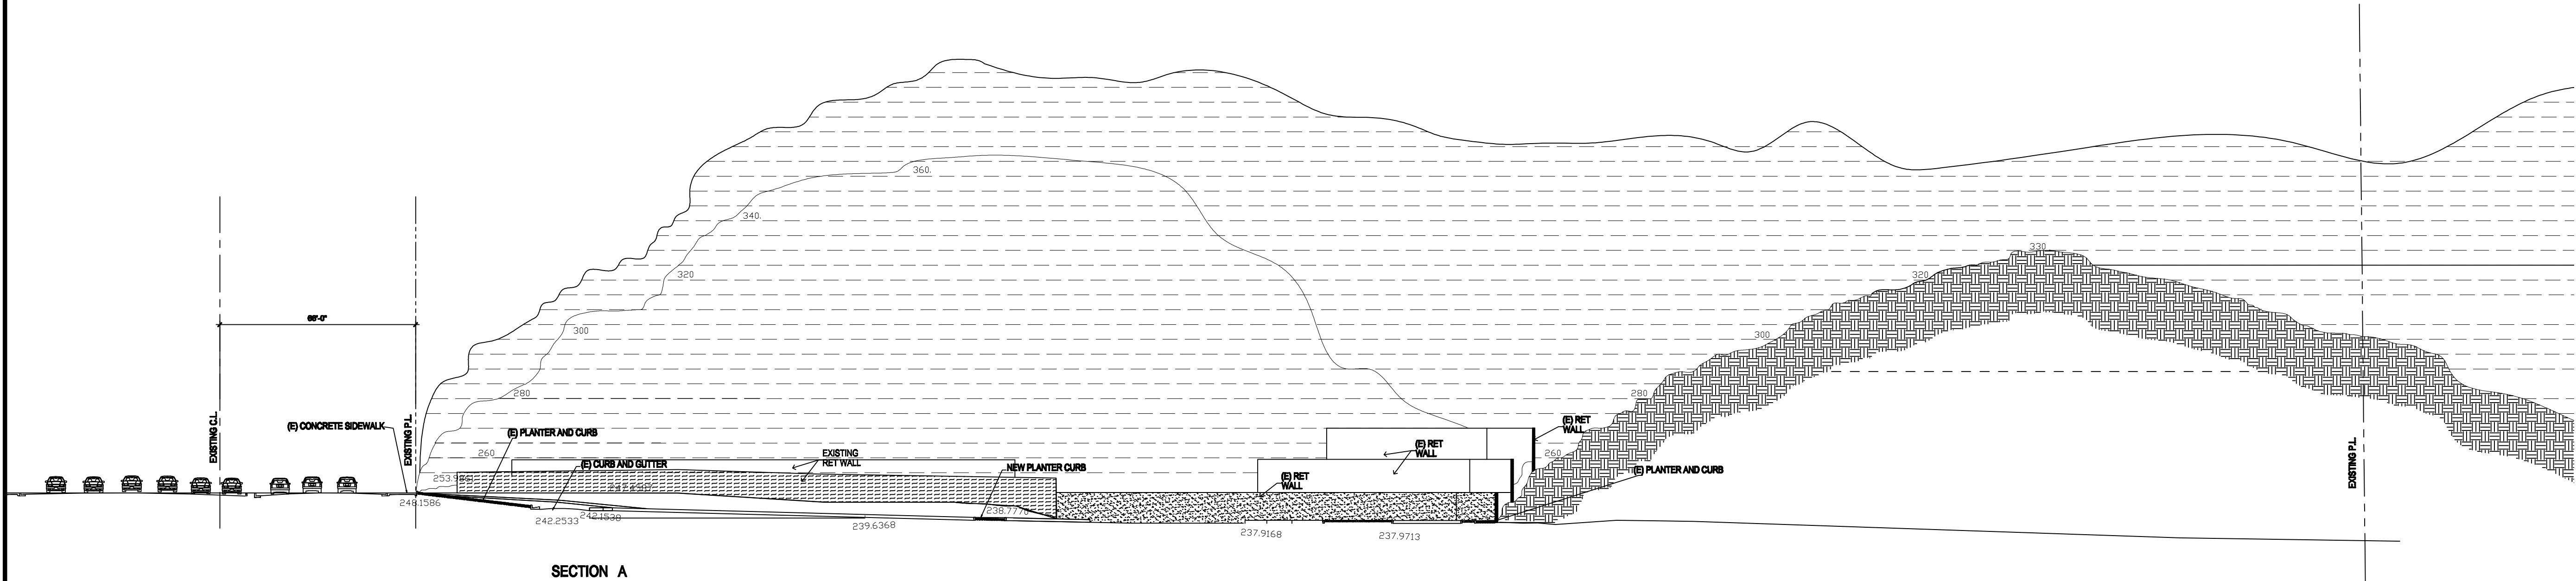 360.
340.
330
320
320
66'-0"
300
300
280
280
EXISTING C.L.
EXISTING P.L.
EXISTING P.L.
(E) CONCRETE SIDEWALK
(E) PLANTER AND CURB
(E) RET
WALL
(E) RET
WALL
260
EXISTING
RET WALL
260
(E) CURB AND GUTTER
NEW PLANTER CURB
(E) RET
WALL
(E) PLANTER AND CURB
248.1586
238.7770
242.2533
242.1538
239.6368
237.9168
237.9713
SECTION A